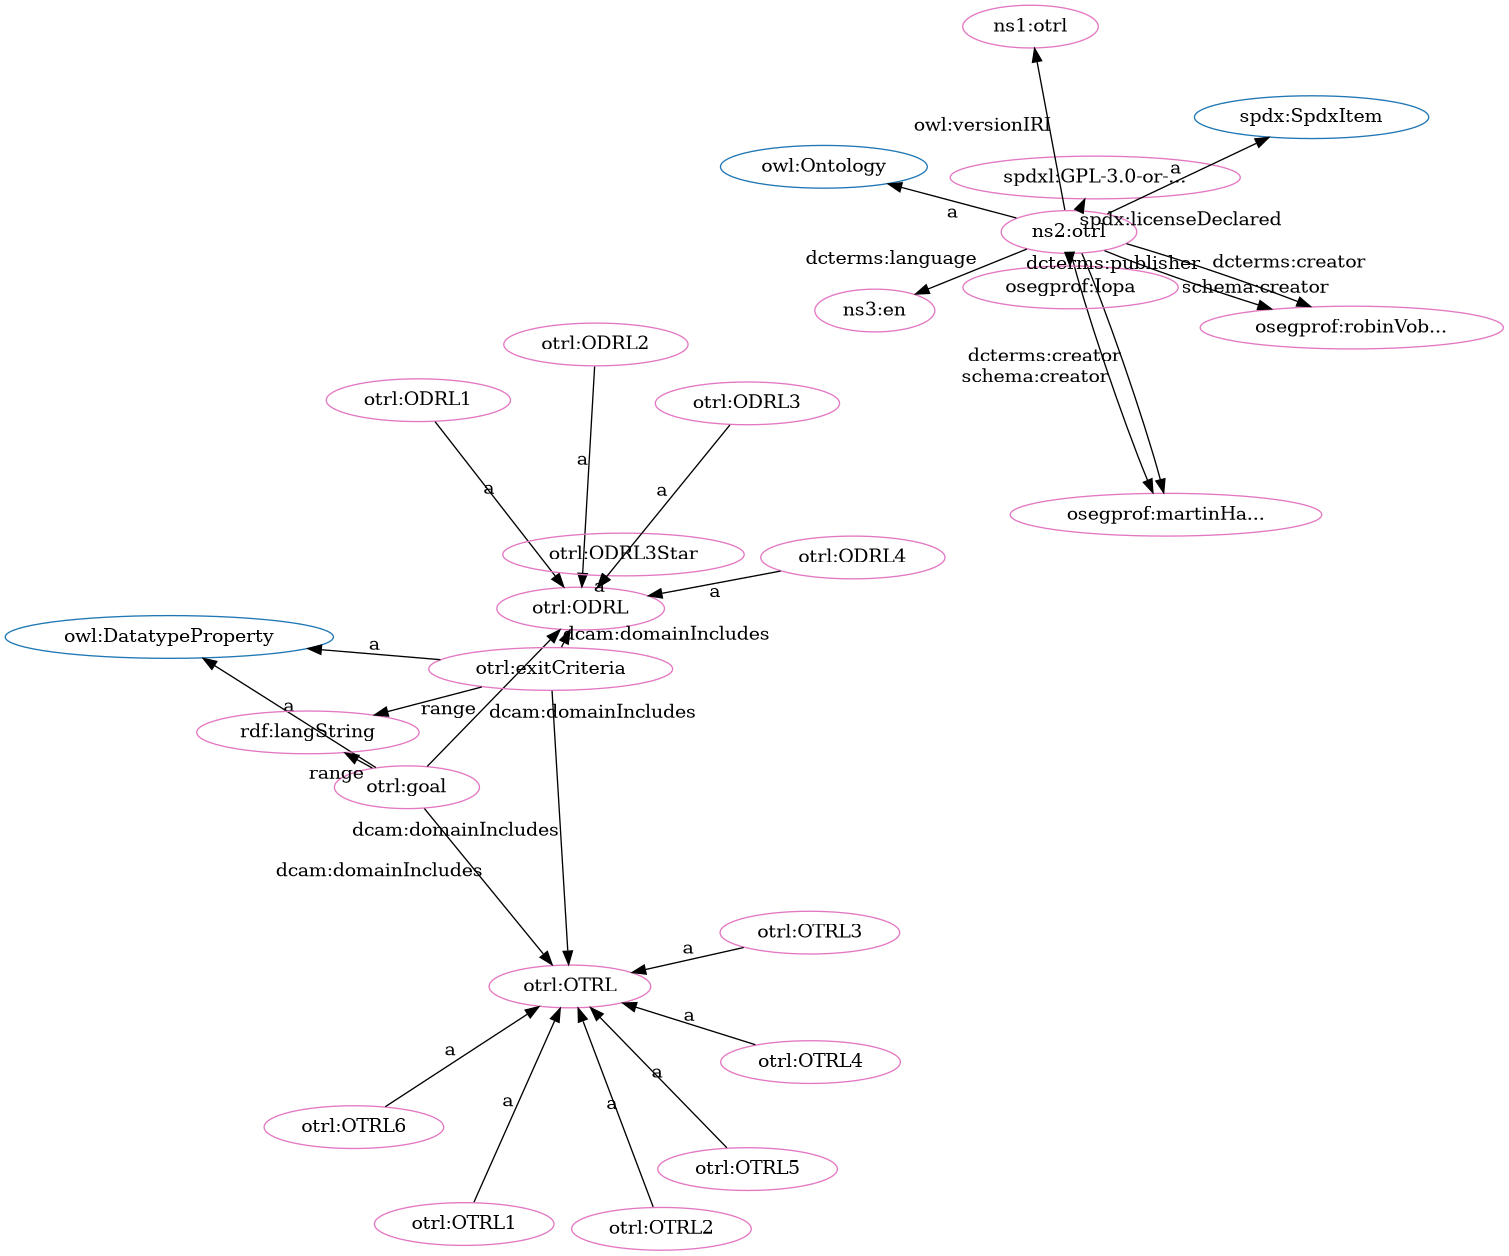 ns1:otrl
spdx:SpdxItem
owl:versionIRI
owl:Ontology
a
spdxl:GPL-3.0-or-...
a
spdx:licenseDeclared
ns2:otrl
dcterms:language
dcterms:publisher
dcterms:creator
osegprof:Iopa
schema:creator
ns3:en
osegprof:robinVob...
otrl:ODRL2
dcterms:creator
schema:creator
otrl:ODRL1
otrl:ODRL3
a
a
a
osegprof:martinHa...
otrl:ODRL3Star
otrl:ODRL4
a
a
otrl:ODRL
owl:DatatypeProperty
a
dcam:domainIncludes
otrl:exitCriteria
a
range
dcam:domainIncludes
rdf:langString
range
otrl:goal
dcam:domainIncludes
dcam:domainIncludes
otrl:OTRL3
a
otrl:OTRL
a
a
otrl:OTRL4
a
a
a
otrl:OTRL6
otrl:OTRL5
otrl:OTRL1
otrl:OTRL2